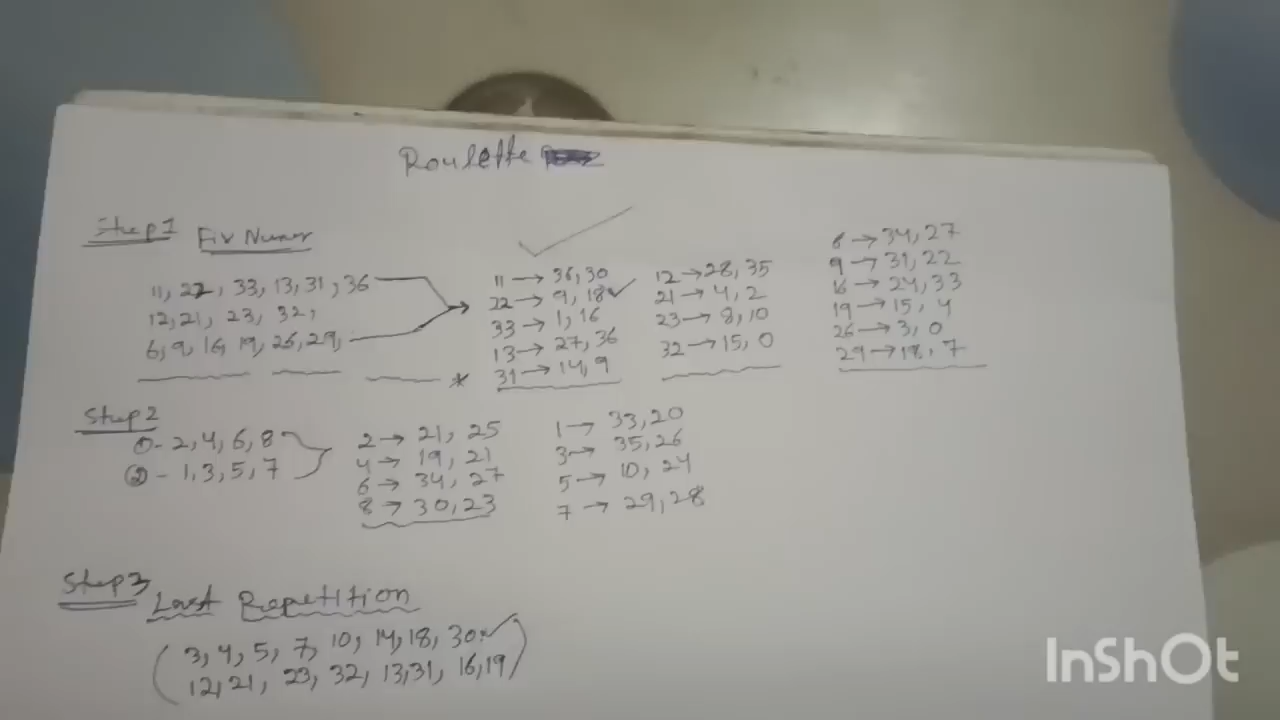 Roulette
Step1 Fix Numer
11, 22, 33, 13, 31, 36
12, 21, 23, 32,
6, 9, 16, 19, 26, 29,
11 → 36, 30
22 → 9, 18 ✓
33 → 1, 16
13 → 27, 36
* 31 → 14, 9
12 → 28, 35
21 → 4, 2
23 → 8, 10
32 → 15, 0
6 → 34, 27
9 → 31, 22
16 → 24, 33
19 → 15, 4
26 → 3, 0
29 → 18, 7
Step2
① - 2, 4, 6, 8
② - 1, 3, 5, 7
2 → 21, 25
4 → 19, 21
6 → 34, 27
8 → 30, 23
1 → 33, 20
3 → 35, 26
5 → 10, 24
7 → 29, 28
Step3 Last Repetition
(3, 4, 5, 7, 10, 14, 18, 30
12, 21, 23, 32, 13, 31, 16, 19)
InShOt